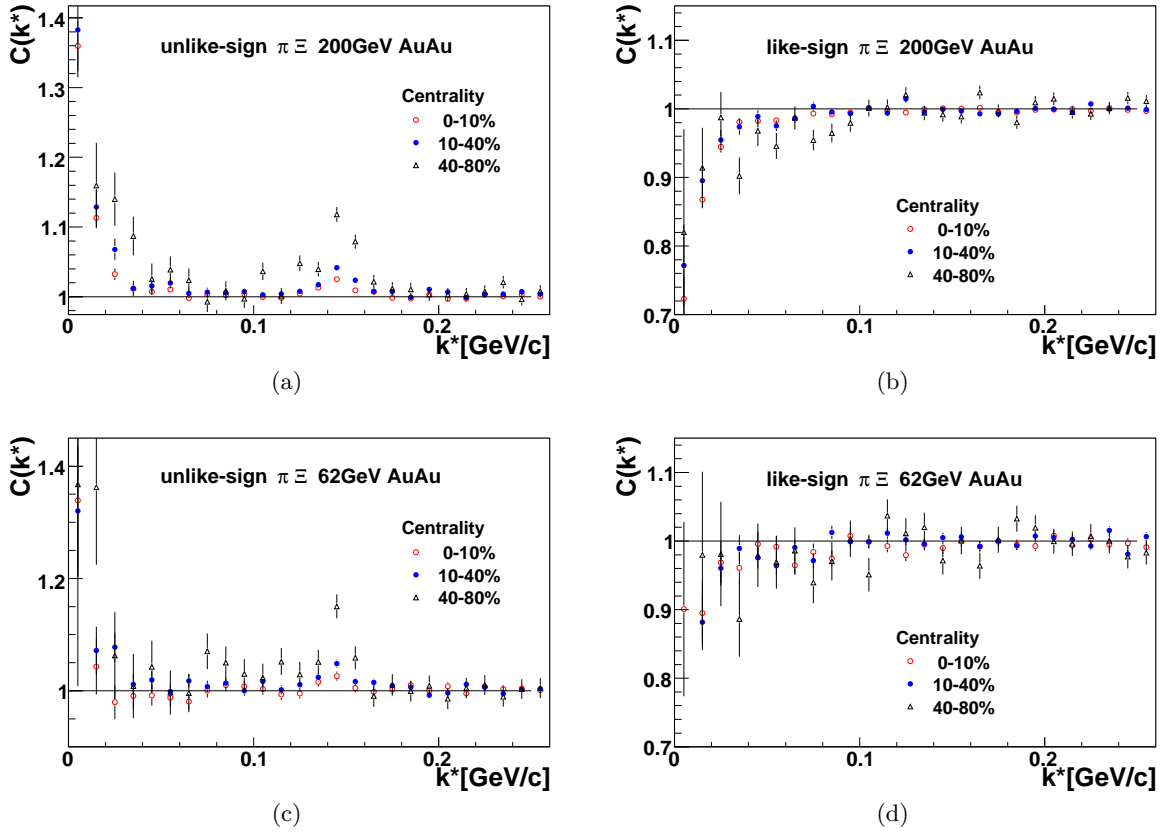 C(k*)
unlike-sign π Ξ 200GeV AuAu
Centrality
0-10%
10-40%
40-80%
1.4
1.3
1.2
1.1
1
0
0.1
0.2
k*[GeV/c]
(a)
C(k*)
like-sign π Ξ 200GeV AuAu
Centrality
0-10%
10-40%
40-80%
1.1
1
0.9
0.8
0.7
0
0.1
0.2
k*[GeV/c]
(b)
C(k*)
unlike-sign π Ξ 62GeV AuAu
Centrality
0-10%
10-40%
40-80%
1.4
1.2
1
0
0.1
0.2
k*[GeV/c]
(c)
C(k*)
like-sign π Ξ 62GeV AuAu
Centrality
0-10%
10-40%
40-80%
1.1
1
0.9
0.8
0.7
0
0.1
0.2
k*[GeV/c]
(d)